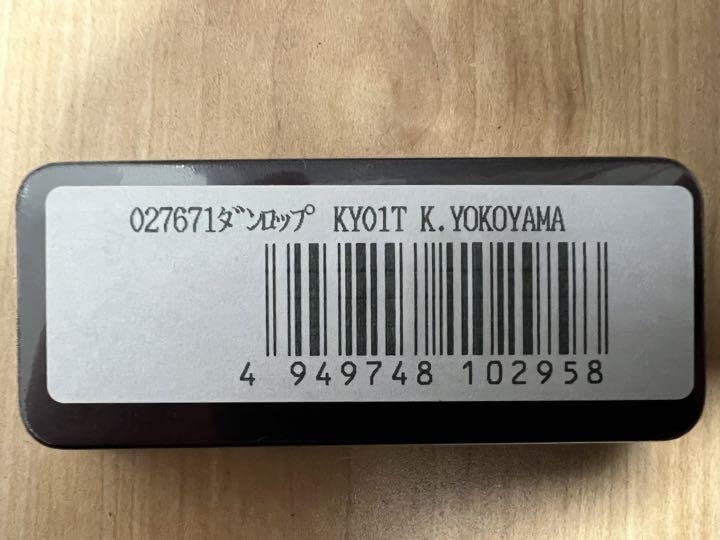 027671ﾀﾞﾝﾛｯﾌﾟ KY01T K.YOKOYAMA
4 949748 102958